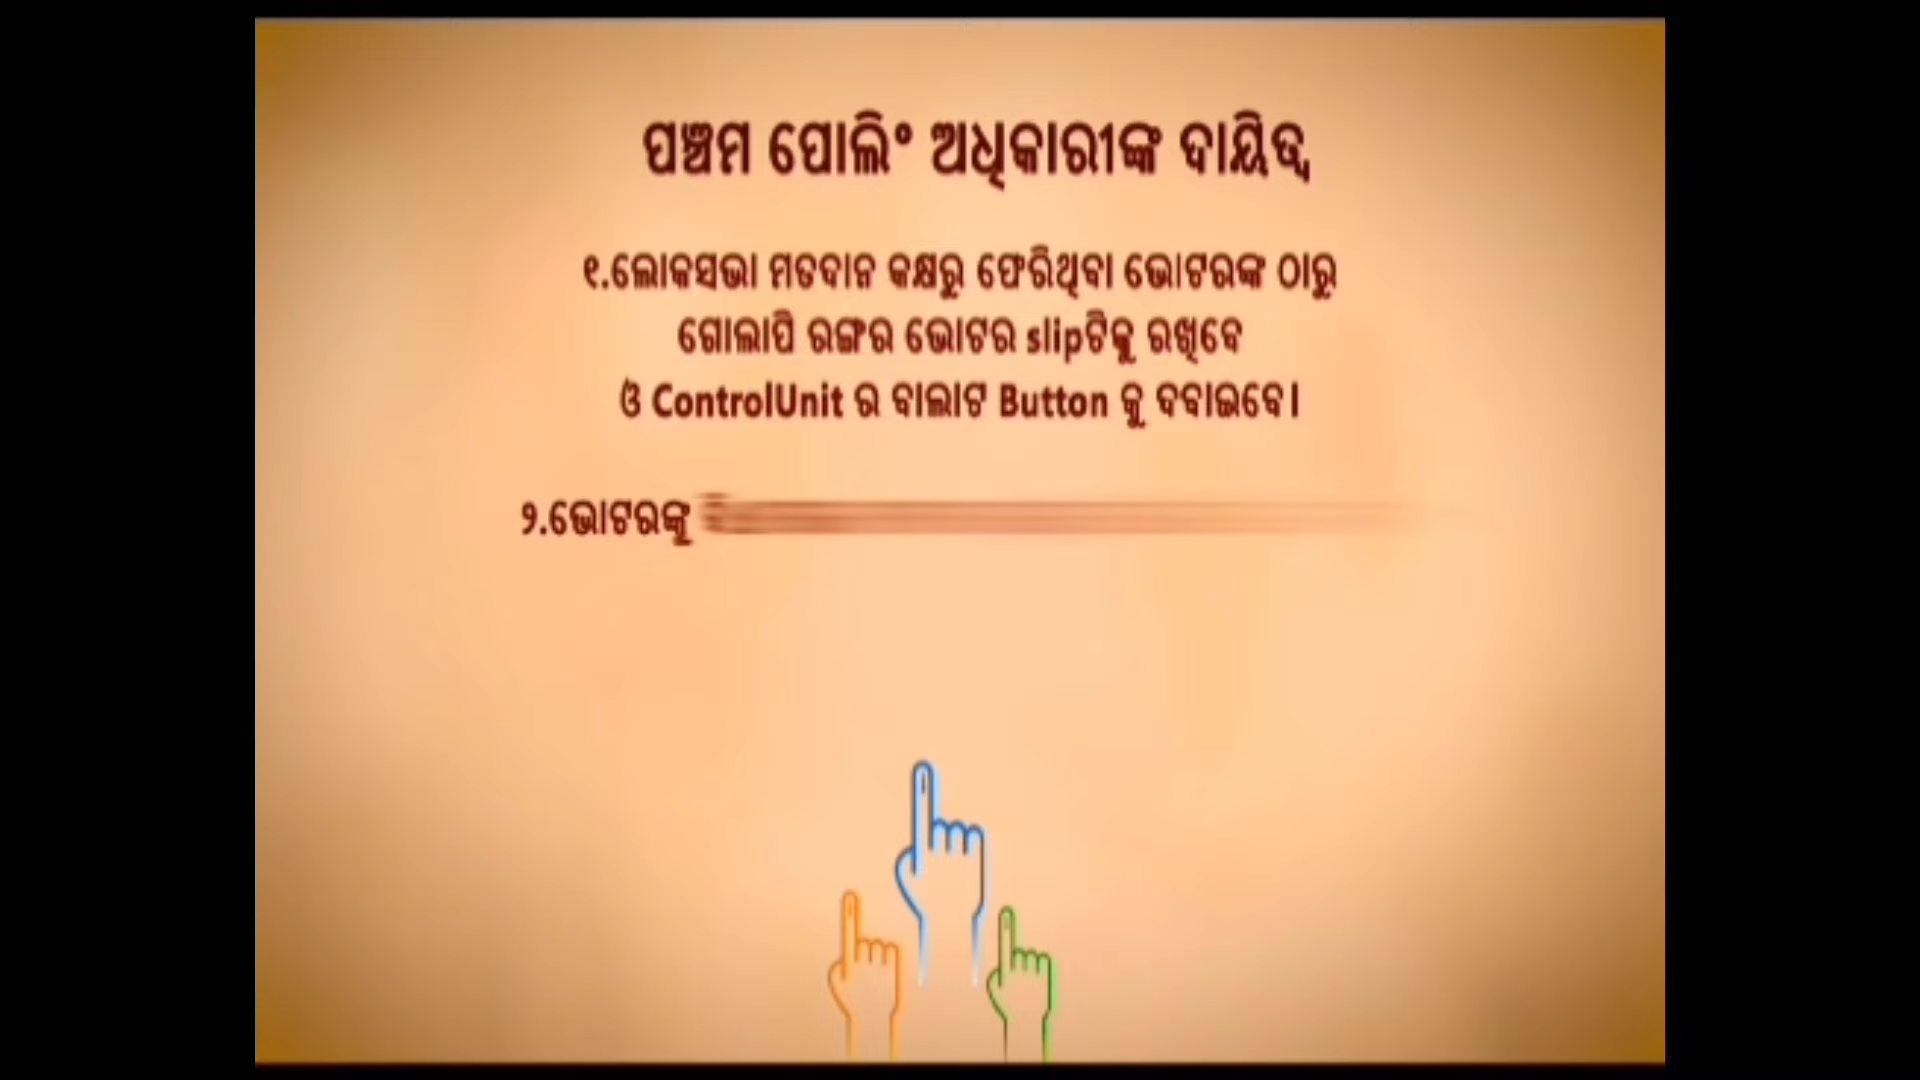 ପଞ୍ଚମ ପୋଲିଂ ଅଧିକାରୀଙ୍କ ଦାୟିତ୍ୱ
୧.ଲୋକସଭା ମତଦାନ କକ୍ଷରୁ ଫେରିଥିବା ଭୋଟରଙ୍କ ଠାରୁ
ଗୋଲାପି ରଙ୍ଗର ଭୋଟର slipଟିକୁ ରଖିବେ
ଓ ControlUnit ର ବାଲାଟ Button କୁ ଦବାଇବେ।
୨.ଭୋଟରଙ୍କୁ